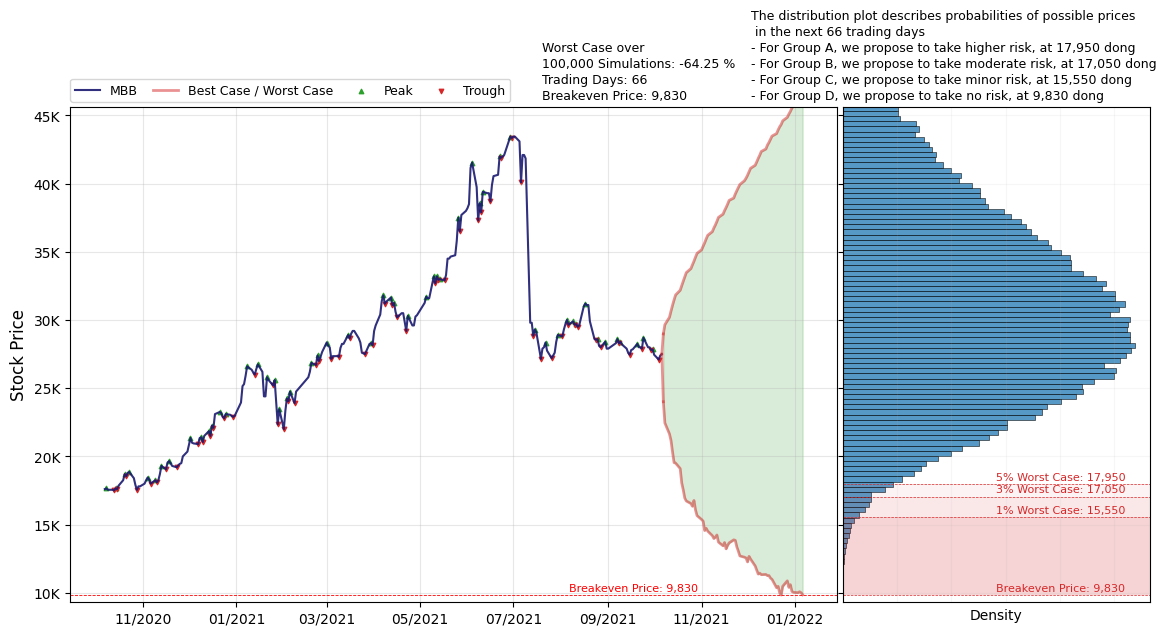 The distribution plot describes probabilities of possible prices
in the next 66 trading days
- For Group A, we propose to take higher risk, at 17,950 dong
- For Group B, we propose to take moderate risk, at 17,050 dong
- For Group C, we propose to take minor risk, at 15,550 dong
- For Group D, we propose to take no risk, at 9,830 dong
Worst Case over
100,000 Simulations: -64.25 %
Trading Days: 66
Breakeven Price: 9,830
MBB
Best Case / Worst Case
Peak
Trough
Stock Price
45K
40K
35K
30K
25K
20K
15K
10K
Breakeven Price: 9,830
11/2020
01/2021
03/2021
05/2021
07/2021
09/2021
11/2021
01/2022
5% Worst Case: 17,950
3% Worst Case: 17,050
1% Worst Case: 15,550
Breakeven Price: 9,830
Density